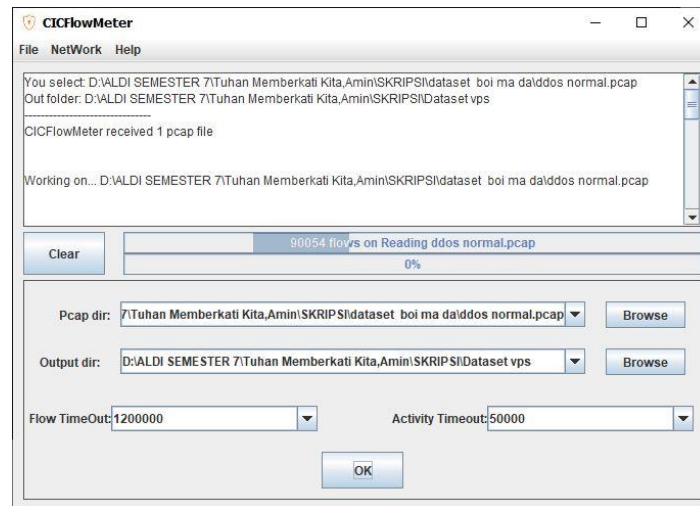 CICFlowMeter
File NetWork Help
You select: D:\ALDI SEMESTER 7\Tuhan Memberkati Kita,Amin\SKRIPSI\dataset boi ma da\ddos normal.pcap
Out folder: D:\ALDI SEMESTER 7\Tuhan Memberkati Kita,Amin\SKRIPSI\Dataset vps
-------------------------------
CICFlowMeter received 1 pcap file
Working on... D:\ALDI SEMESTER 7\Tuhan Memberkati Kita,Amin\SKRIPSI\dataset boi ma da\ddos normal.pcap
Clear
90054 flows on Reading ddos normal.pcap
0%
Pcap dir: 7\Tuhan Memberkati Kita,Amin\SKRIPSI\dataset boi ma da\ddos normal.pcap Browse
Output dir: D:\ALDI SEMESTER 7\Tuhan Memberkati Kita,Amin\SKRIPSI\Dataset vps Browse
Flow TimeOut: 1200000 Activity Timeout: 50000
OK